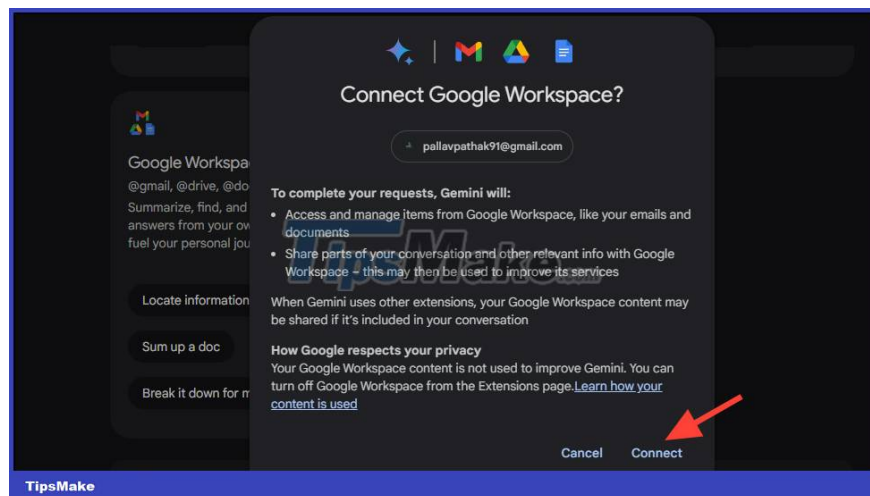 Connect Google Workspace?
pallavpathak91@gmail.com
Google Workspa
@gmail, @drive, @do
Summarize, find, and
answers from your ow
fuel your personal jou
Locate information
Sum up a doc
Break it down for m
To complete your requests, Gemini will:
• Access and manage items from Google Workspace, like your emails and
documents
• Share parts of your conversation and other relevant info with Google
Workspace – this may then be used to improve its services
When Gemini uses other extensions, your Google Workspace content may
be shared if it's included in your conversation
How Google respects your privacy
Your Google Workspace content is not used to improve Gemini. You can
turn off Google Workspace from the Extensions page.Learn how your
content is used
Cancel Connect
TipsMake.com
TipsMake